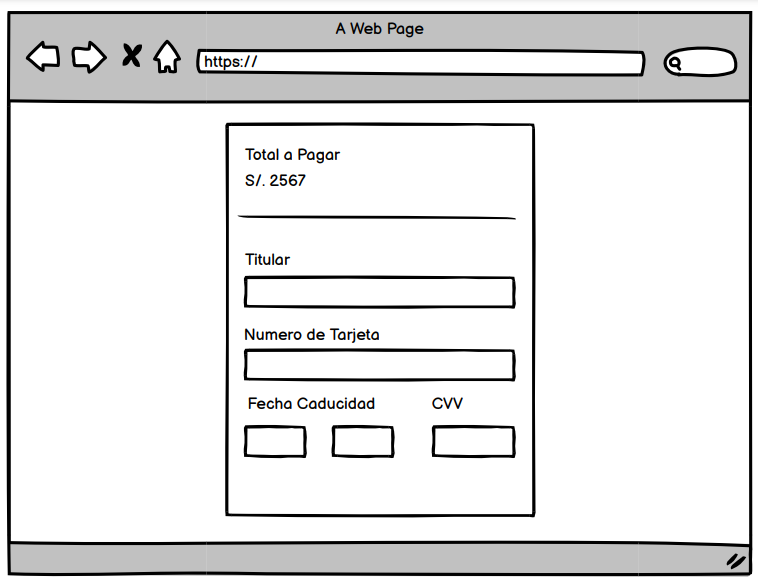 A Web Page
https://
Total a Pagar
S/. 2567
Titular
Numero de Tarjeta
Fecha Caducidad CVV